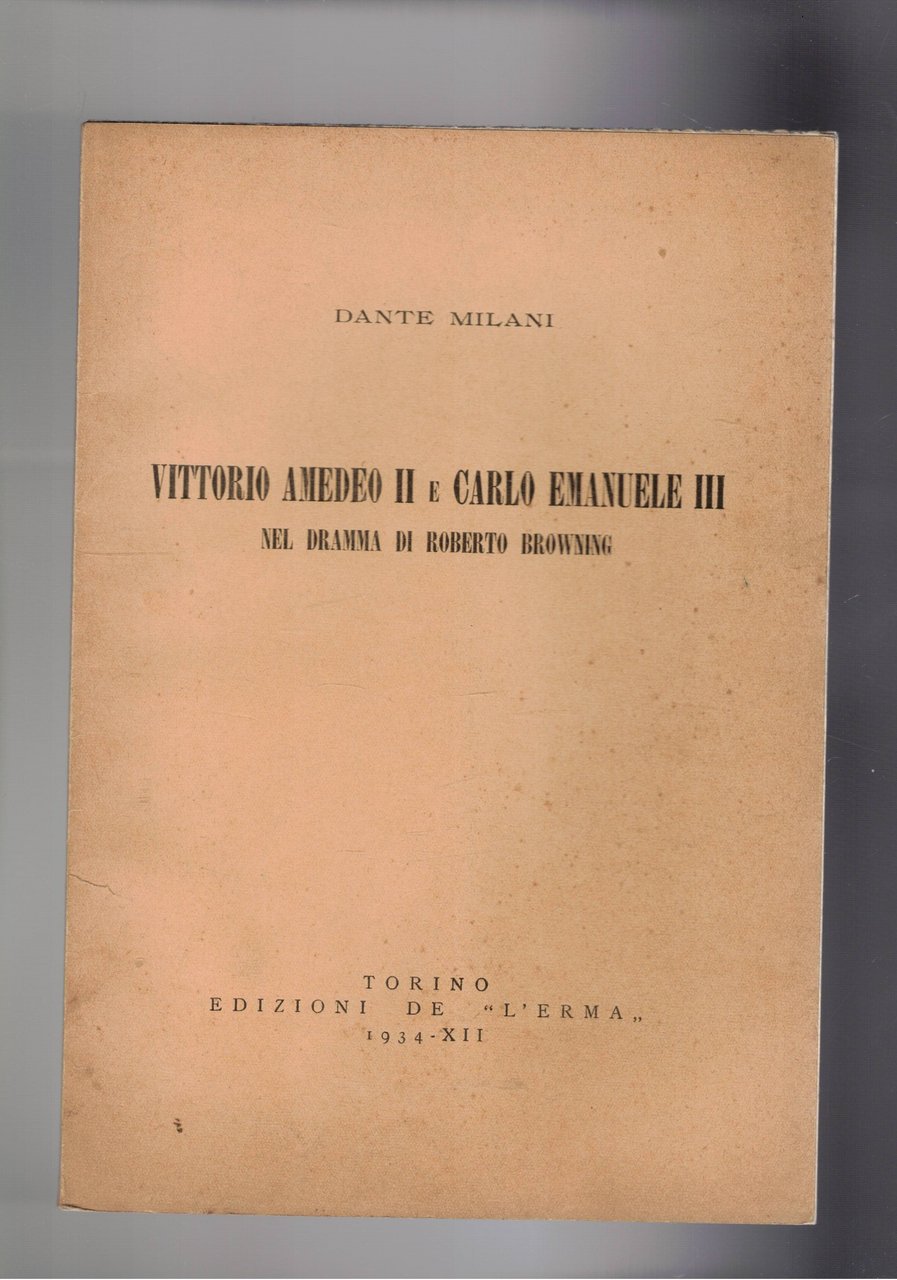 DANTE MILANI
VITTORIO AMEDEO II E CARLO EMANUELE III
NEL DRAMMA DI ROBERTO BROWNING
TORINO
EDIZIONI DE "L'ERMA„
1934-XII